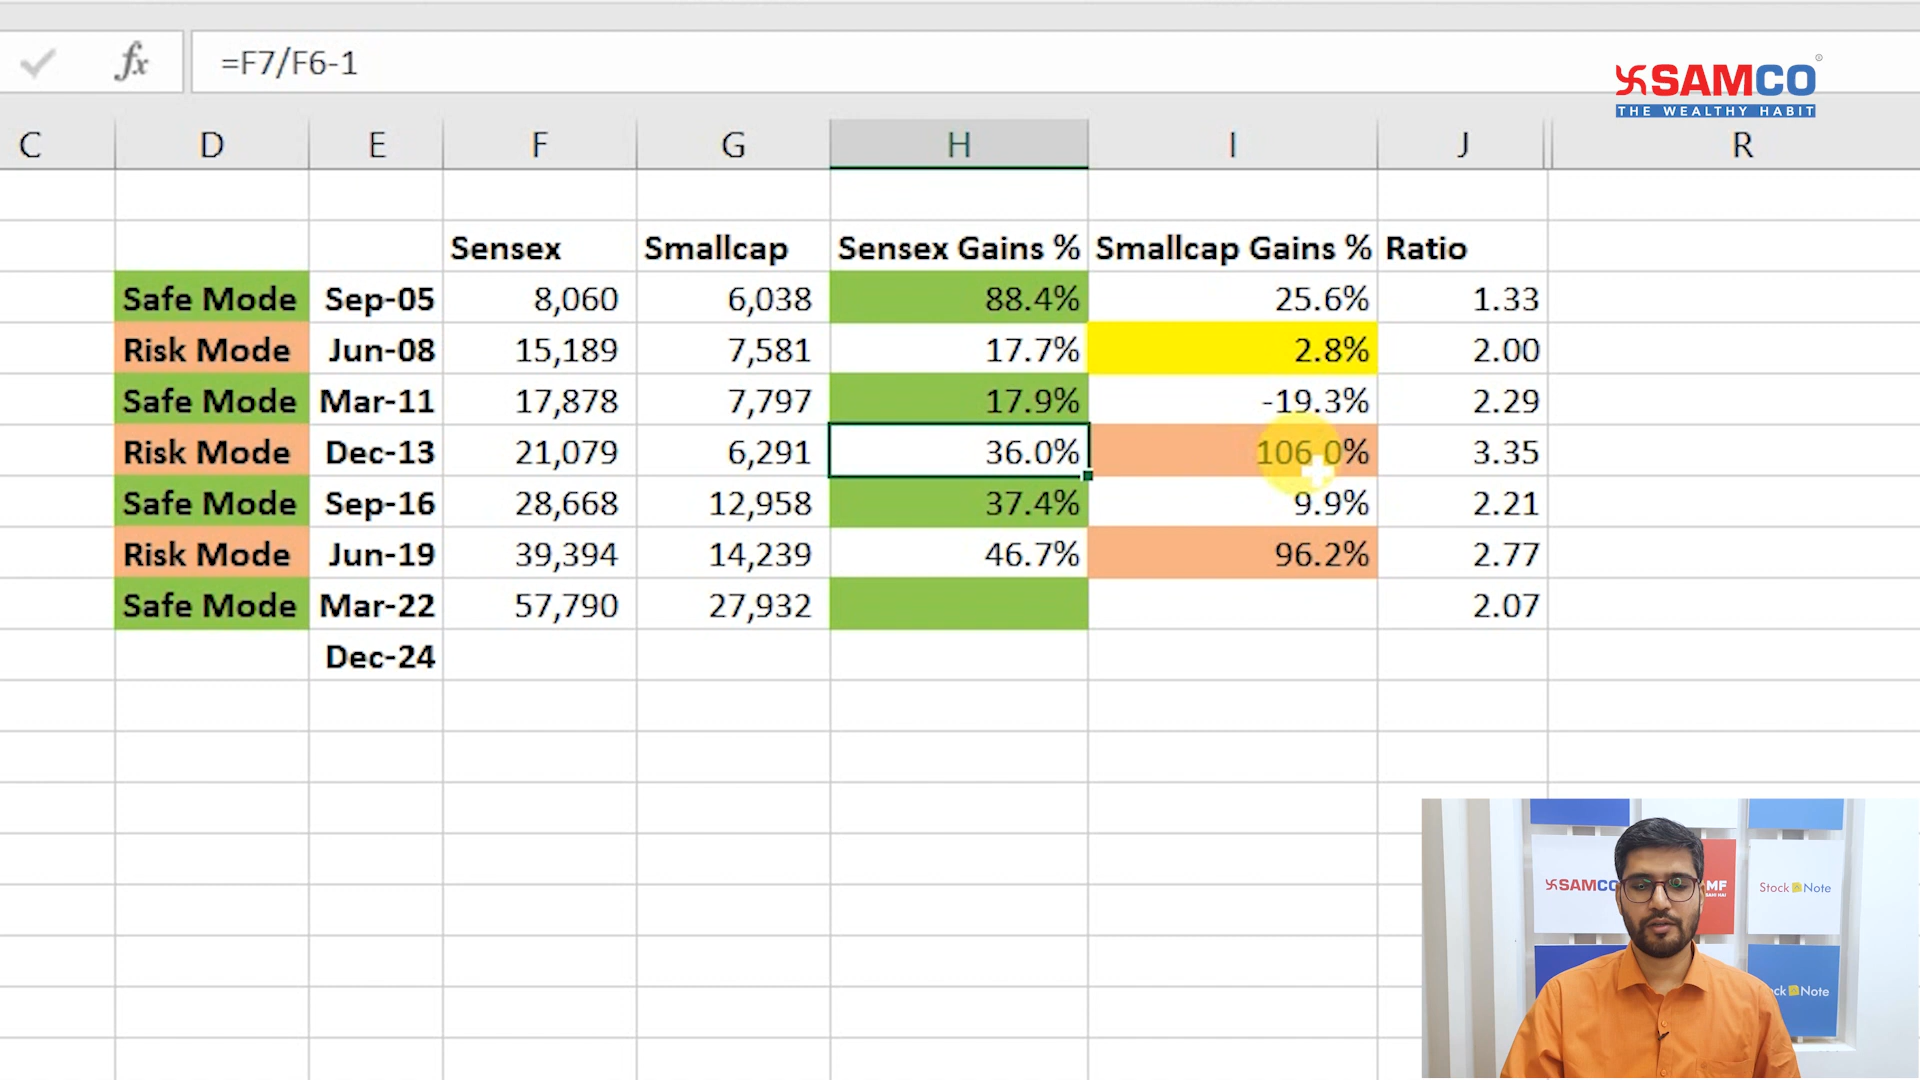 =F7/F6-1
SAMCO
THE WEALTHY HABIT
C D E F G H I J R
Sensex Smallcap Sensex Gains % Smallcap Gains % Ratio
Safe Mode Sep-05 8,060 6,038 88.4% 25.6% 1.33
Risk Mode Jun-08 15,189 7,581 17.7% 2.8% 2.00
Safe Mode Mar-11 17,878 7,797 17.9% -19.3% 2.29
Risk Mode Dec-13 21,079 6,291 36.0% 106.0% 3.35
Safe Mode Sep-16 28,668 12,958 37.4% 9.9% 2.21
Risk Mode Jun-19 39,394 14,239 46.7% 96.2% 2.77
Safe Mode Mar-22 57,790 27,932 2.07
Dec-24
SAMCO MF Stock Note
ck Note